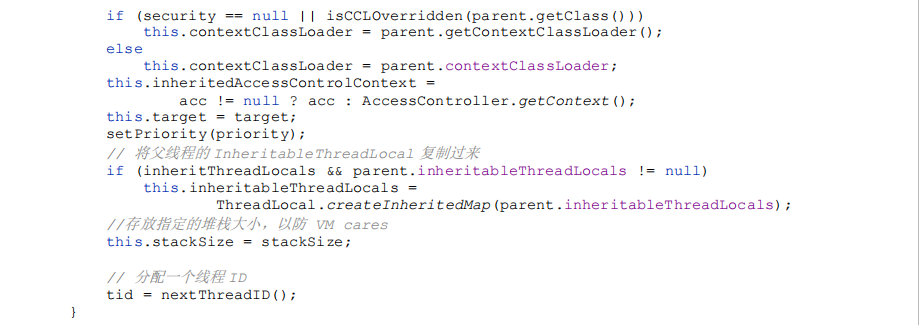 if (security == null || isCCLOverridden(parent.getClass()))
this.contextClassLoader = parent.getContextClassLoader();
else
this.contextClassLoader = parent.contextClassLoader;
this.inheritedAccessControlContext =
acc != null ? acc : AccessController.getContext();
this.target = target;
setPriority(priority);
// 将父线程的 InheritableThreadLocal 复制过来
if (inheritThreadLocals && parent.inheritableThreadLocals != null)
this.inheritableThreadLocals =
ThreadLocal.createInheritedMap(parent.inheritableThreadLocals);
//存放指定的堆栈大小，以防 VM cares
this.stackSize = stackSize;
// 分配一个线程 ID
tid = nextThreadID();
}